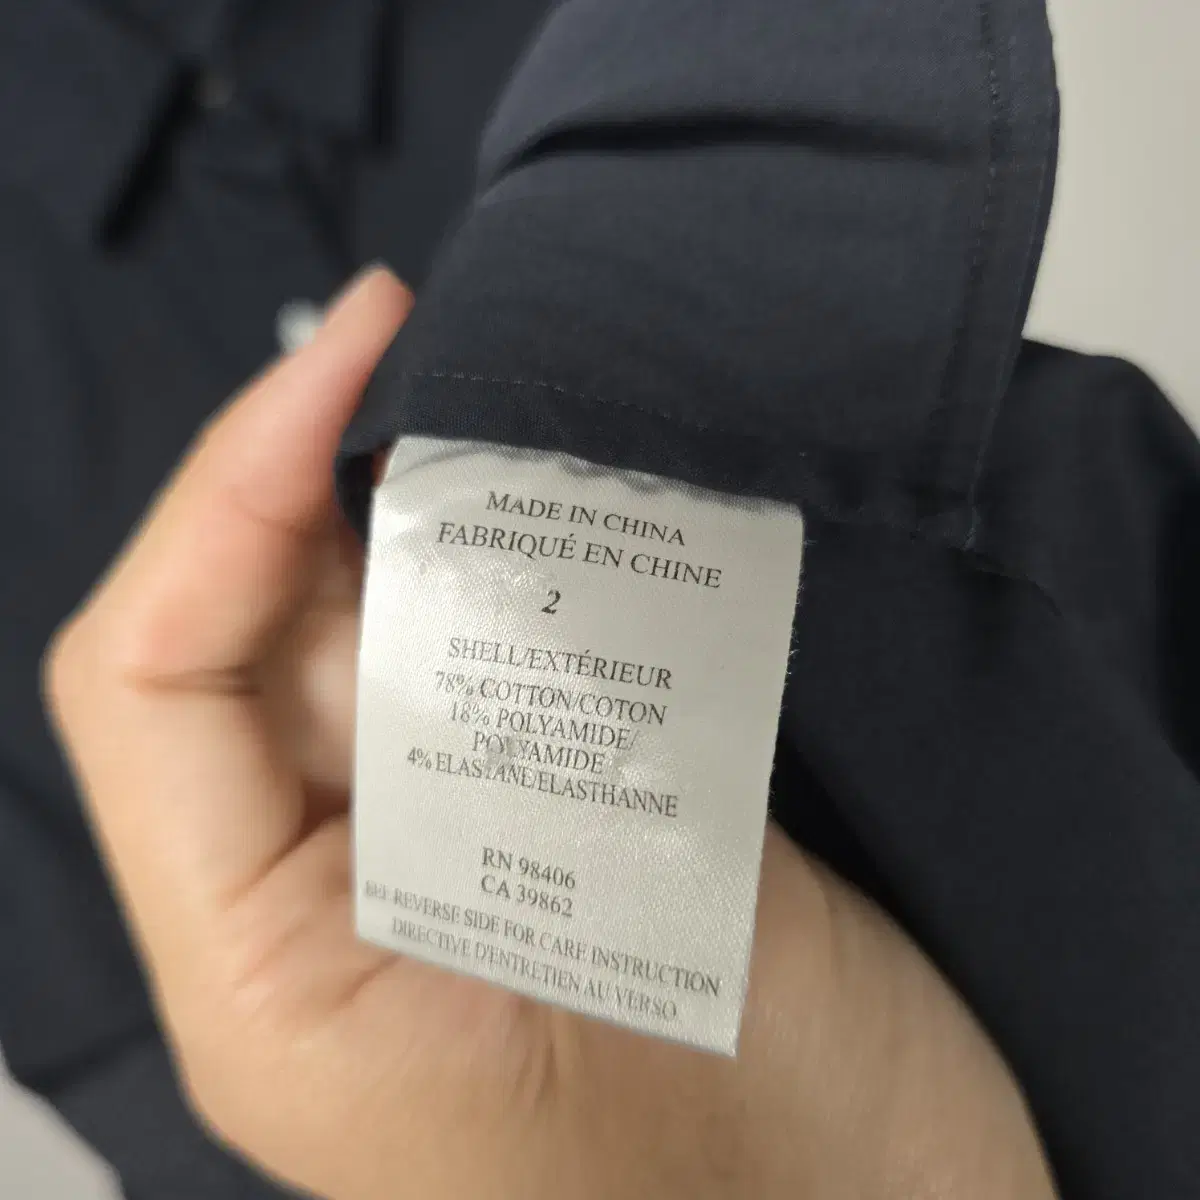 MADE IN CHINA
FABRIQUÉ EN CHINE
2
SHELL/EXTÉRIEUR
78% COTTON/COTON
18% POLYAMIDE/
POLYAMIDE
4% ELASTANE/ELASTHANNE
RN 98406
CA 39862
SEE REVERSE SIDE FOR CARE INSTRUCTION
DIRECTIVE D'ENTRETIEN AU VERSO